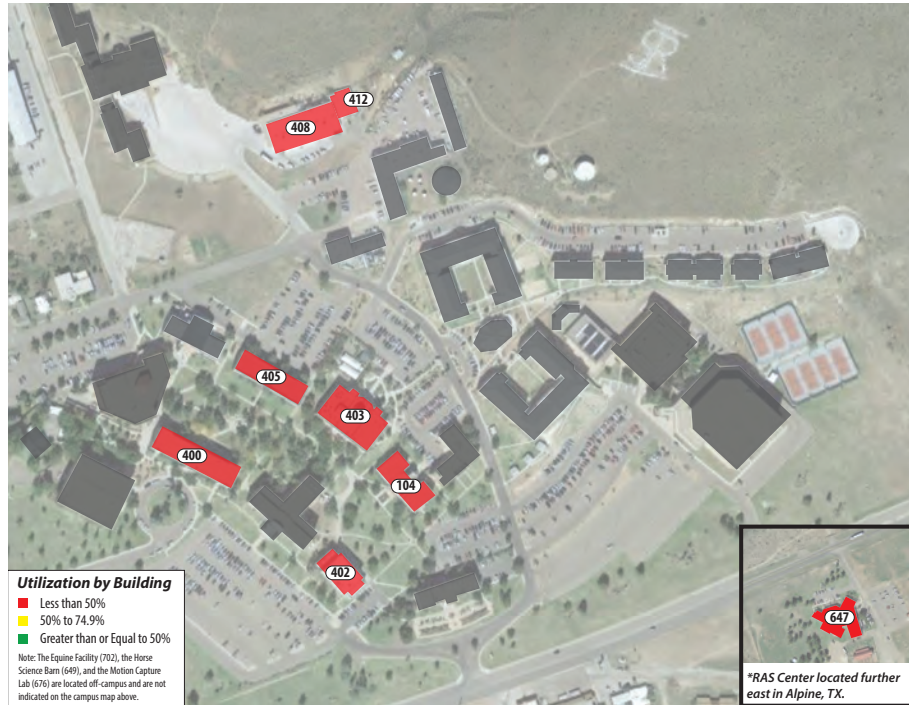 412
408
405
403
400
104
402
Utilization by Building
Less than 50%
50% to 74.9%
Greater than or Equal to 50%
Note: The Equine Facility (702), the Horse
Science Barn (649), and the Motion Capture
Lab (676) are located off-campus and are not
indicated on the campus map above.
647
*RAS Center located further
east in Alpine, TX.